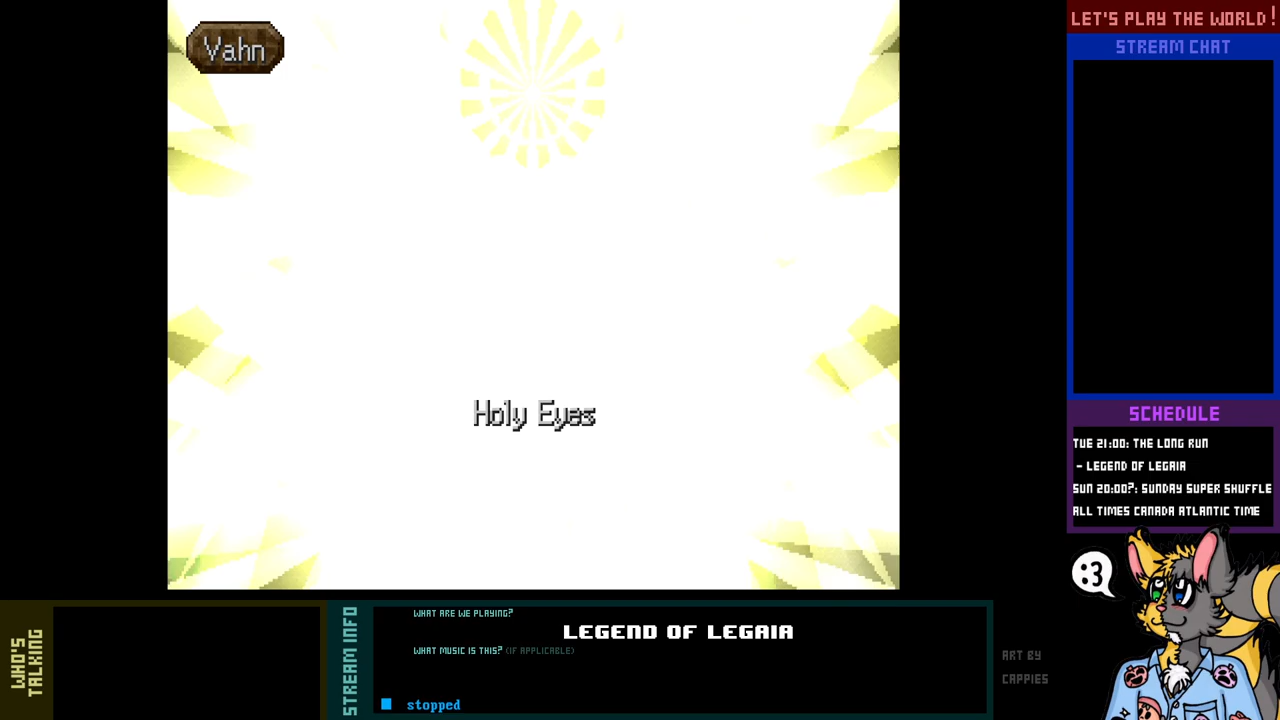 Vahn
Holy Eyes
LET'S PLAY THE WORLD!
STREAM CHAT
SCHEDULE
TUE 21:00: THE LONG RUN
- LEGEND OF LEGAIA
SUN 20:00?: SUNDAY SUPER SHUFFLE
ALL TIMES CANADA ATLANTIC TIME
:3
WHO'S
TALKING
STREAM INFO
WHAT ARE WE PLAYING?
LEGEND OF LEGAIA
WHAT MUSIC IS THIS? (IF APPLICABLE)
stopped
ART BY
CAPPIES